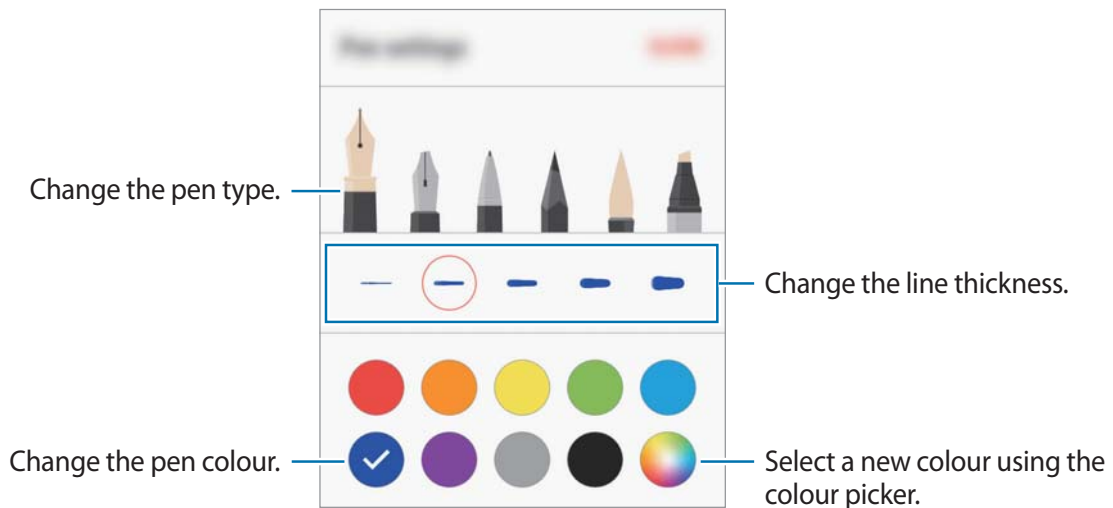 Change the pen type.
Change the line thickness.
Change the pen colour.
Select a new colour using the
colour picker.